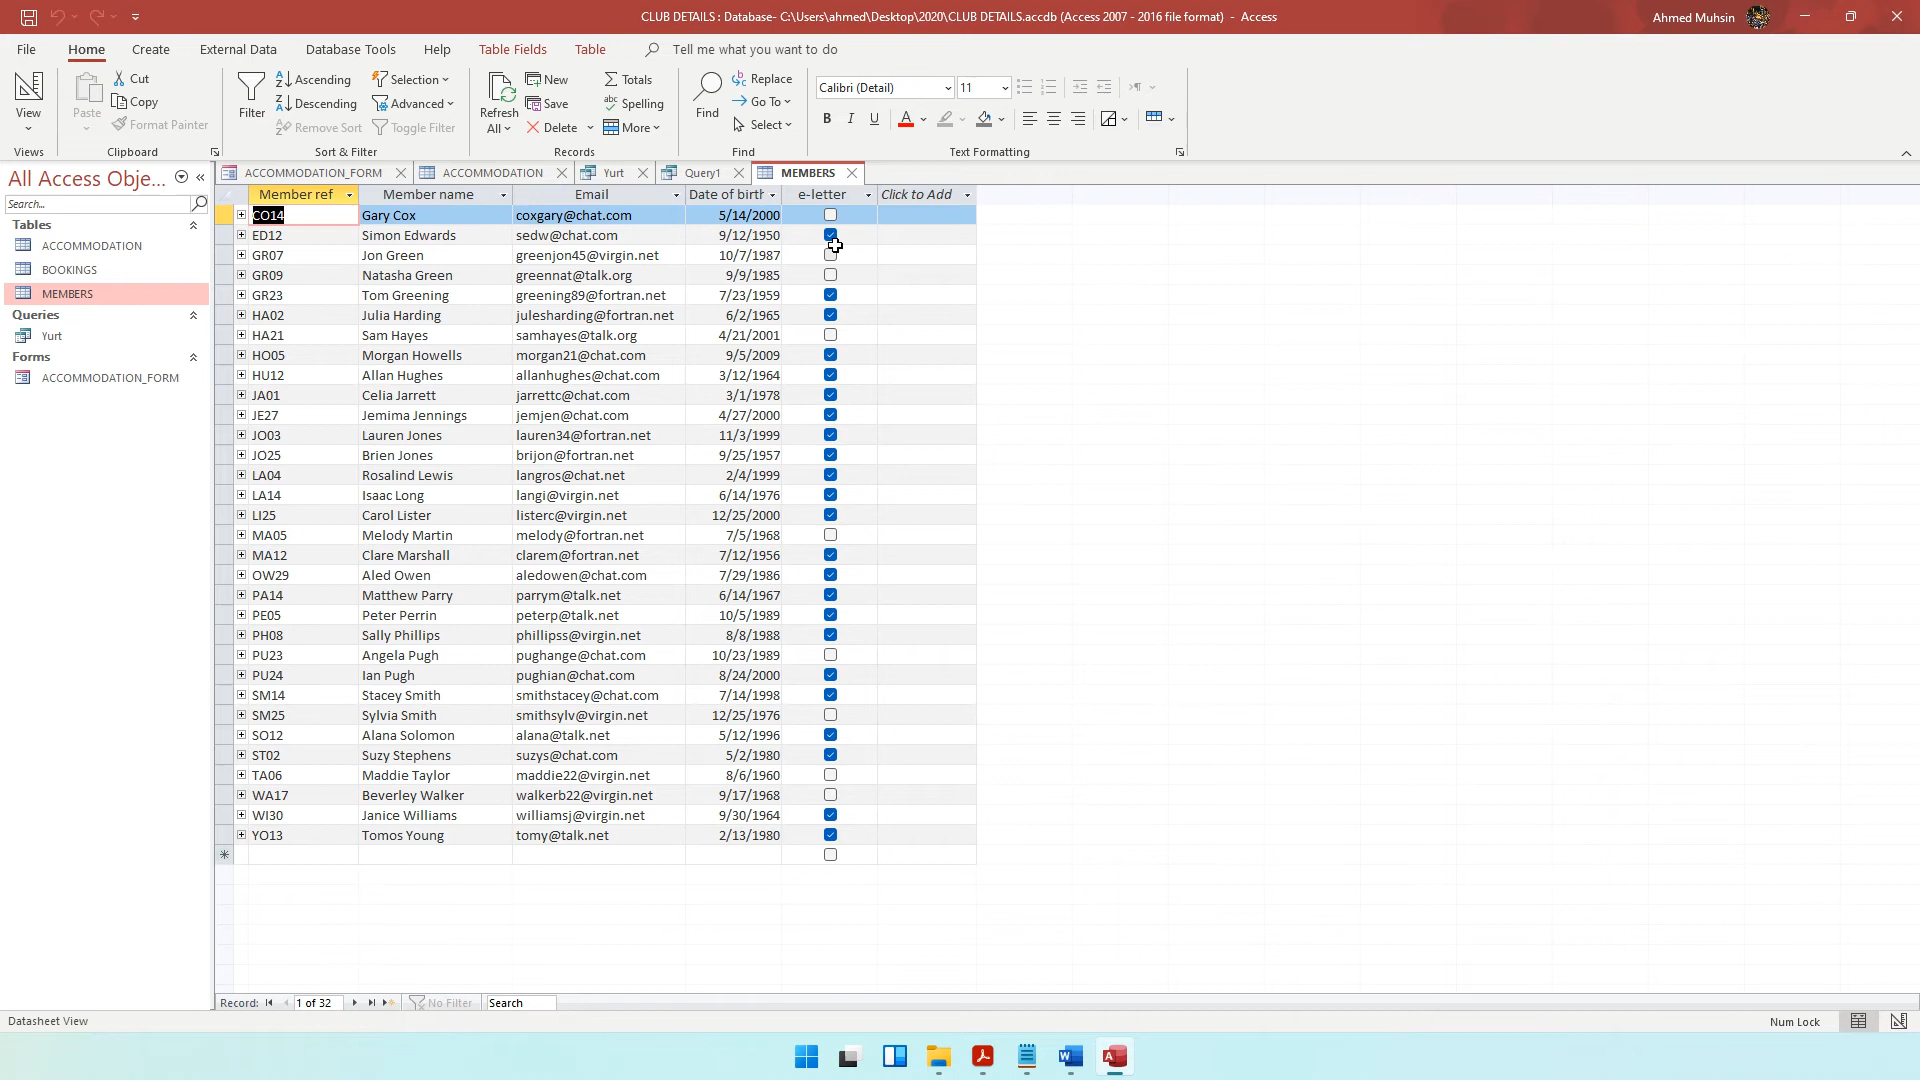 CLUB DETAILS : Database- C:\Users\ahmed\Desktop\2020\CLUB DETAILS.accdb (Access 2007 - 2016 file format) - Access
Ahmed Muhsin
File Home Create External Data Database Tools Help Table Fields Table Tell me what you want to do
View
Views
Paste
Cut
Copy
Format Painter
Clipboard
Filter
Ascending
Descending
Remove Sort
Selection
Advanced
Toggle Filter
Sort & Filter
Refresh
All
New
Save
Delete
Totals
Spelling
More
Records
Find
Replace
Go To
Select
Find
Calibri (Detail) 11
B I U A
Text Formatting
All Access Obje...
Search...
Tables
ACCOMMODATION
BOOKINGS
MEMBERS
Queries
Yurt
Forms
ACCOMMODATION_FORM
ACCOMMODATION_FORM ACCOMMODATION Yurt Query1 MEMBERS
Member ref Member name Email Date of birth e-letter Click to Add
CO14 Gary Cox coxgary@chat.com 5/14/2000
ED12 Simon Edwards sedw@chat.com 9/12/1950
GR07 Jon Green greenjon45@virgin.net 10/7/1987
GR09 Natasha Green greennat@talk.org 9/9/1985
GR23 Tom Greening greening89@fortran.net 7/23/1959
HA02 Julia Harding julesharding@fortran.net 6/2/1965
HA21 Sam Hayes samhayes@talk.org 4/21/2001
HO05 Morgan Howells morgan21@chat.com 9/5/2009
HU12 Allan Hughes allanhughes@chat.com 3/12/1964
JA01 Celia Jarrett jarrettc@chat.com 3/1/1978
JE27 Jemima Jennings jemjen@chat.com 4/27/2000
JO03 Lauren Jones lauren34@fortran.net 11/3/1999
JO25 Brien Jones brijon@fortran.net 9/25/1957
LA04 Rosalind Lewis langros@chat.net 2/4/1999
LA14 Isaac Long langi@virgin.net 6/14/1976
LI25 Carol Lister listerc@virgin.net 12/25/2000
MA05 Melody Martin melody@fortran.net 7/5/1968
MA12 Clare Marshall clarem@fortran.net 7/12/1956
OW29 Aled Owen aledowen@chat.com 7/29/1986
PA14 Matthew Parry parrym@talk.net 6/14/1967
PE05 Peter Perrin peterp@talk.net 10/5/1989
PH08 Sally Phillips phillipss@virgin.net 8/8/1988
PU23 Angela Pugh pughange@chat.com 10/23/1989
PU24 Ian Pugh pughian@chat.com 8/24/2000
SM14 Stacey Smith smithstacey@chat.com 7/14/1998
SM25 Sylvia Smith smithsylv@virgin.net 12/25/1976
SO12 Alana Solomon alana@talk.net 5/12/1996
ST02 Suzy Stephens suzys@chat.com 5/2/1980
TA06 Maddie Taylor maddie22@virgin.net 8/6/1960
WA17 Beverley Walker walkerb22@virgin.net 9/17/1968
WI30 Janice Williams williamsj@virgin.net 9/30/1964
YO13 Tomos Young tomy@talk.net 2/13/1980
Record: 1 of 32 No Filter Search
Datasheet View Num Lock